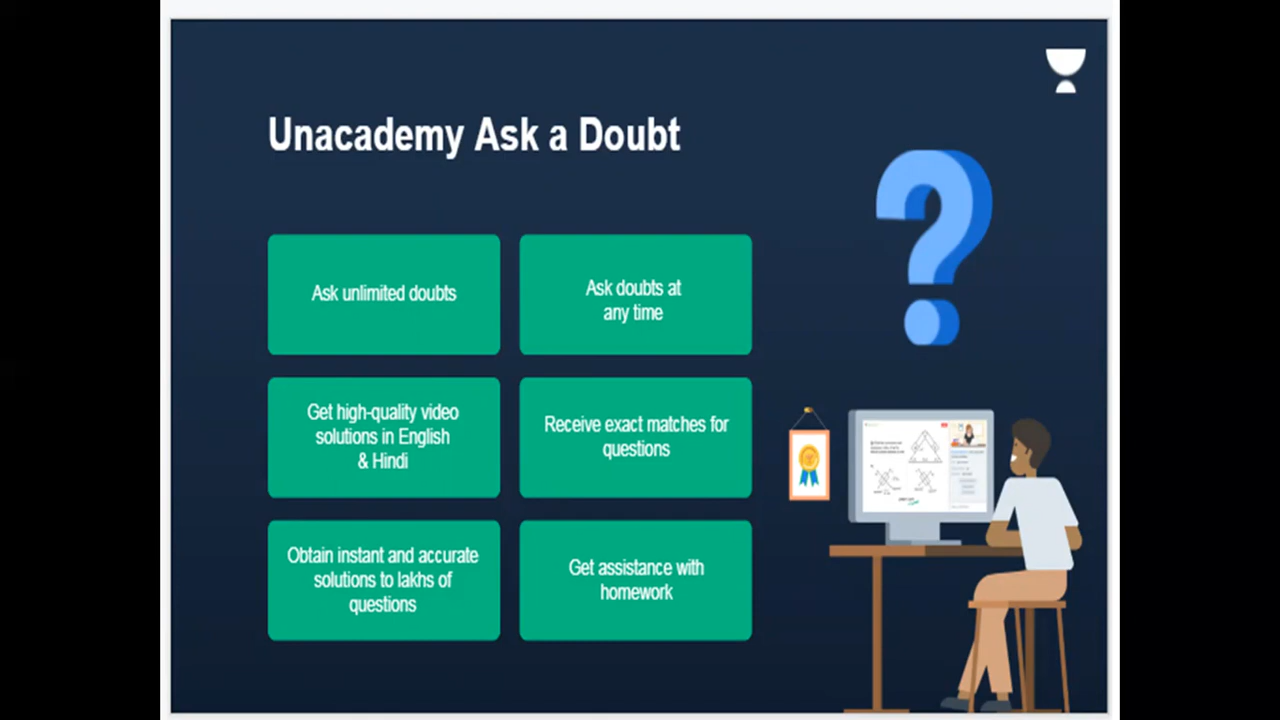 Unacademy Ask a Doubt
Ask unlimited doubts
Ask doubts at
any time
Get high-quality video
solutions in English
& Hindi
Receive exact matches for
questions
Obtain instant and accurate
solutions to lakhs of
questions
Get assistance with
homework